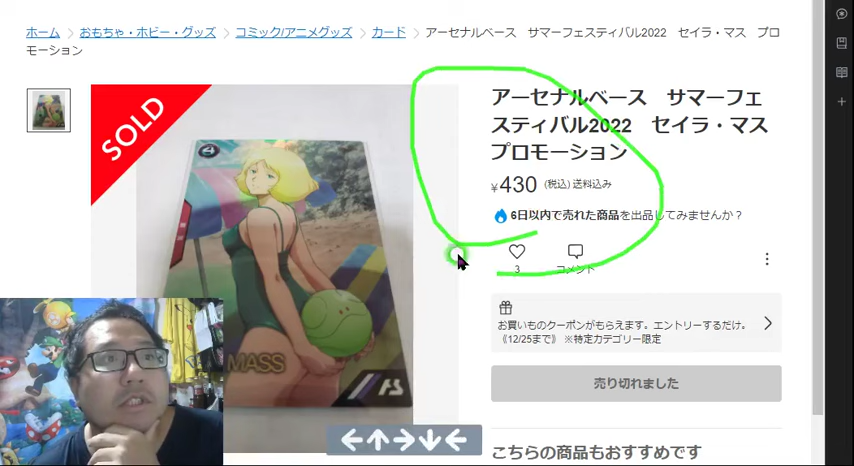 ホーム > おもちゃ・ホビー・グッズ > コミック/アニメグッズ > カード > アーセナルベース　サマーフェスティバル2022　セイラ・マス　プロ
モーション
SOLD
4
MASS
アーセナルベース　サマーフェ
スティバル2022　セイラ・マス
プロモーション
¥430 (税込) 送料込み
6日以内で売れた商品を出品してみませんか？
3
コメント
お買いものクーポンがもらえます。エントリーするだけ。
《12/25まで》 ※特定カテゴリー限定
売り切れました
←↑→↓←
こちらの商品もおすすめです